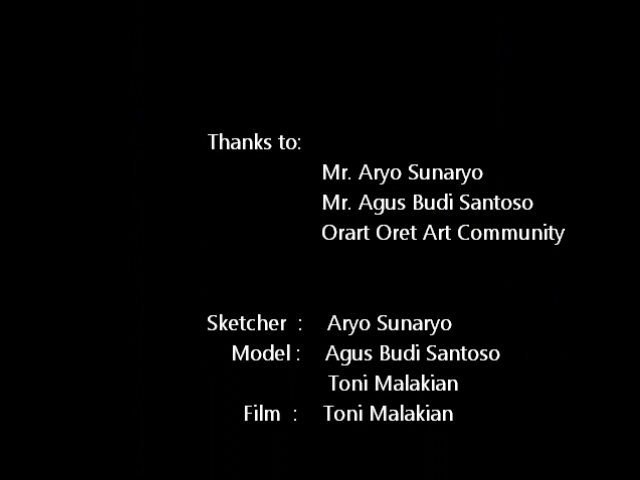 Thanks to:
Mr. Aryo Sunaryo
Mr. Agus Budi Santoso
Orart Oret Art Community
Sketcher : Aryo Sunaryo
Model : Agus Budi Santoso
Toni Malakian
Film : Toni Malakian